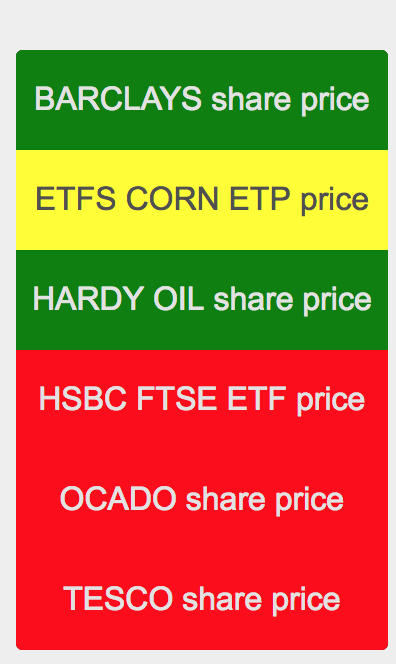 BARCLAYS share price
ETFS CORN ETP price
HARDY OIL share price
HSBC FTSE ETF price
OCADO share price
TESCO share price